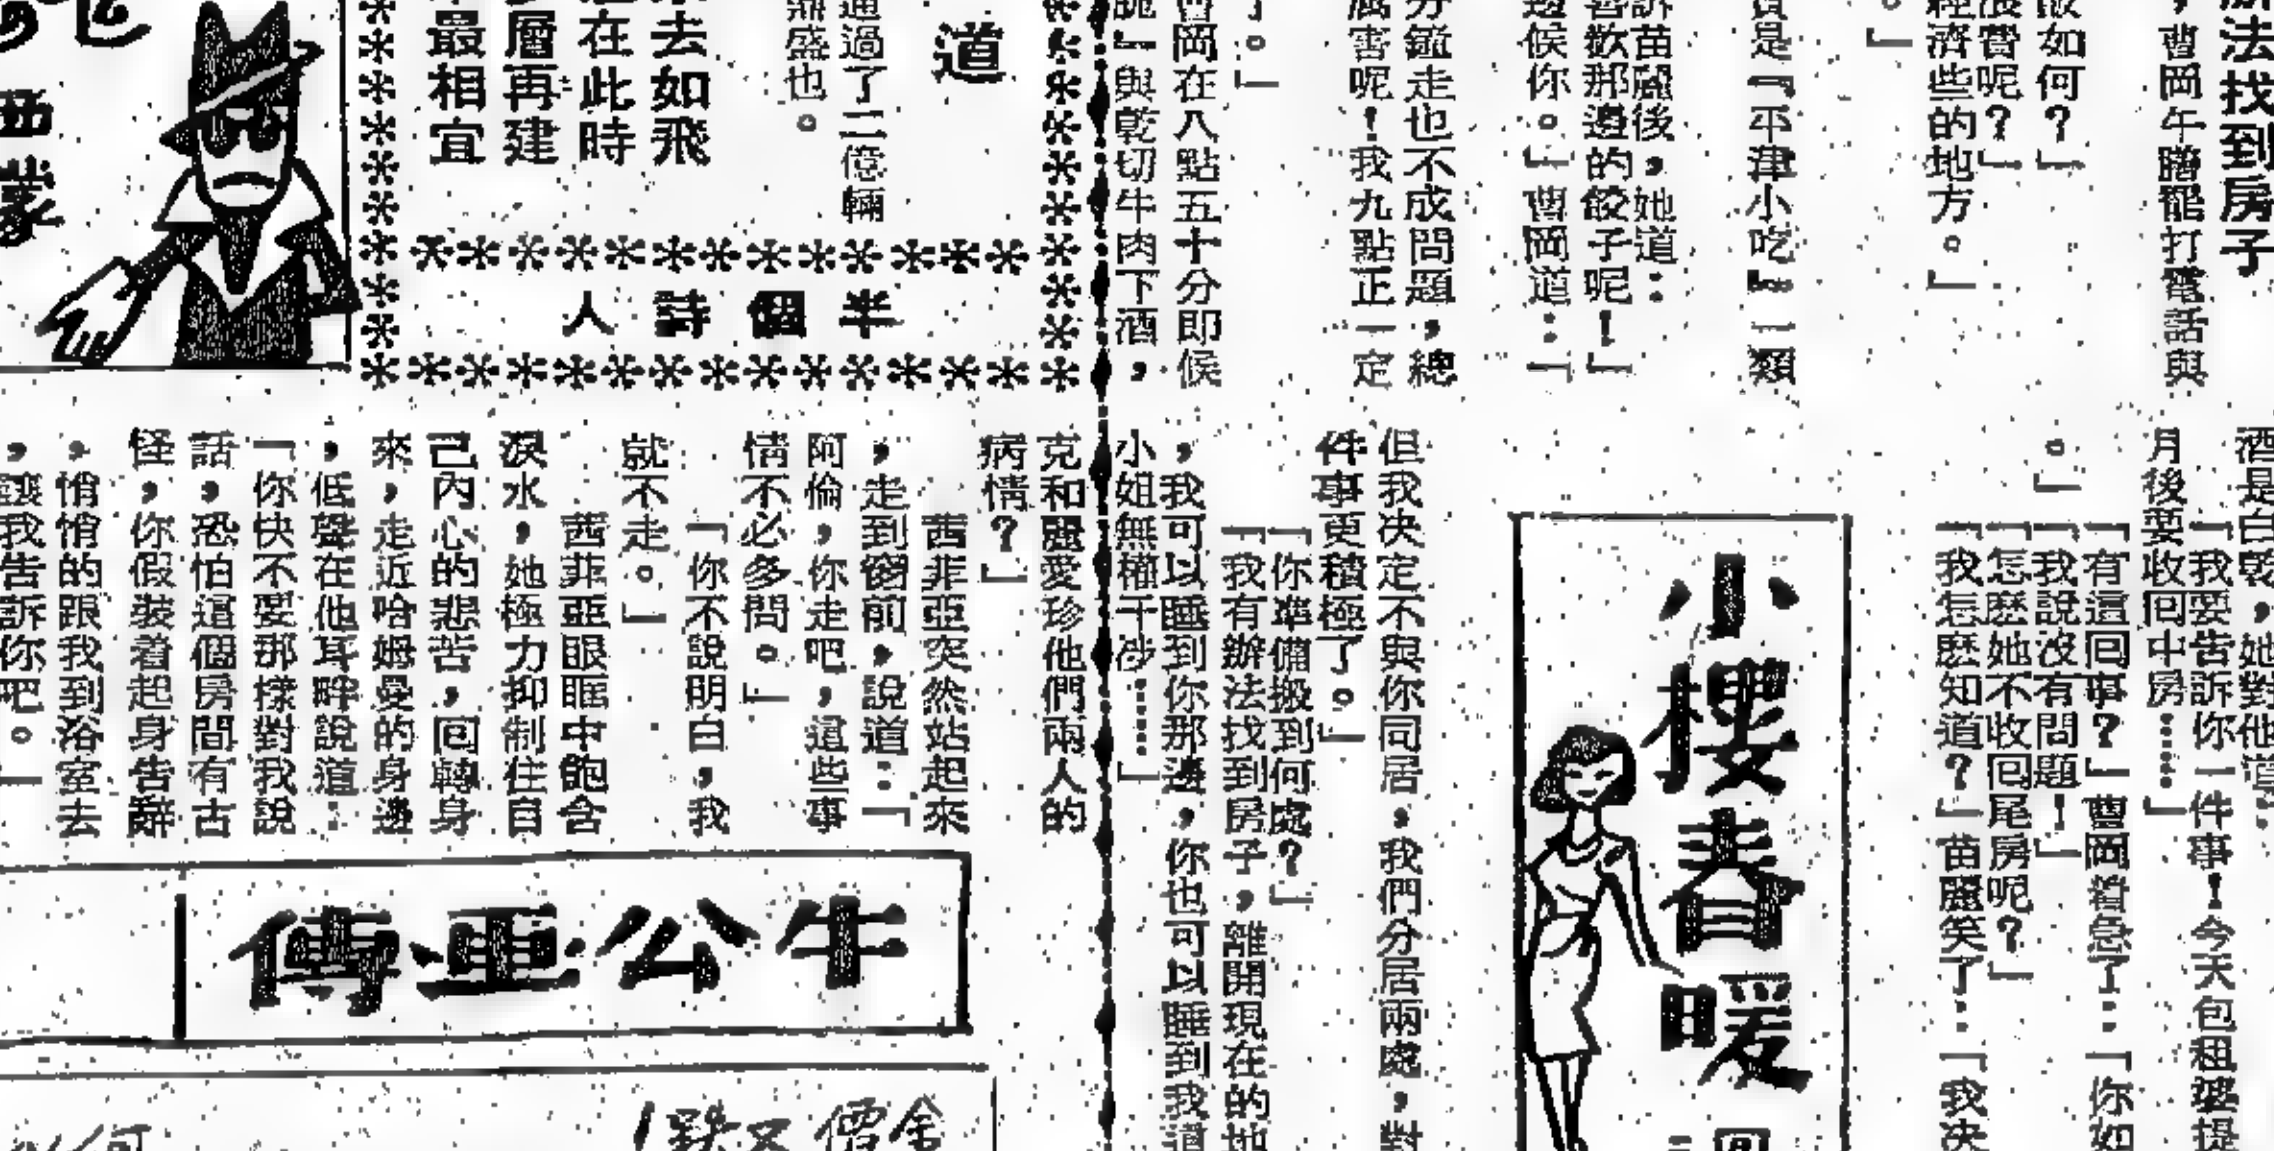 辦法找到房子
，曹岡午膳罷打電話與
飯如何？」
浪費呢？」
經濟些的地方。」
。」
實是『平津小吃』一類
訴苗麗後，她道：
喜歡那邊的餃子呢！」
候你。」曹岡道：「
分鐘走也不成問題，總
厲害呢！我九點正一定
了。」
曹岡在八點五十分即候
脆』與乾切牛肉下酒，
酒是白乾，她對他道：
「我要告訴你一件事！今天包租婆提
月後要收回中房……」
「有這回事？」曹岡着急了：「你如
「我說沒有問題！」
。」
「怎麽她不收回尾房呢？」
「我怎麽知道？」苗麗笑了：「我决
小樓春暖
但我决定不與你同居，我們分居兩處，對
件事更積極了。」
「你準備搬到何處？」
「我有辦法找到房子，離開現在的地
，我可以睡到你那邊，你也可以睡到我這
小姐無權干涉……」
道
通過了二億輛
鼎盛也。
去如飛
在此時
層再建
最相宜
半個詩人
西蒙
克和麗愛珍他們兩人的
病情？」
茜菲亞突然站起來
，走到窗前，說道：「
阿倫，你走吧，這些事
情不必多問。」
「你不說明白，我
就不走。」
茜菲亞眼眶中飽含
淚水，她極力抑制住自
己內心的悲苦，回轉身
來，走近哈姆曼的身邊
，低聲在他耳畔說道：
「你快不要那樣對我說
話，恐怕這個房間有古
怪，你假裝着起身告辭
，悄悄的跟我到浴室去
，讓我告訴你吧。」
牛公亜傳